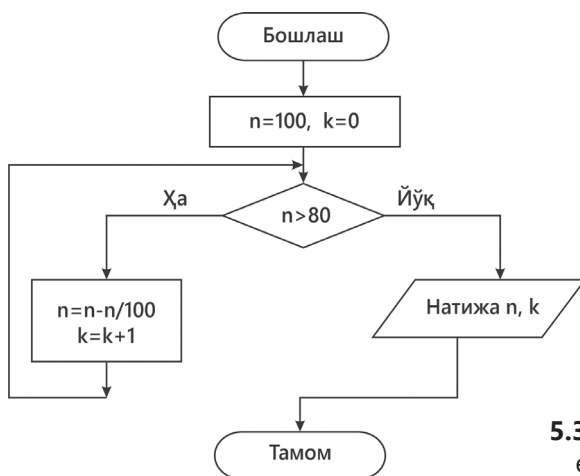 Бошлаш
n=100, k=0
Ҳа
n>80
Йўқ
n=n-n/100
k=k+1
Натижа n, k
Тамом
5.3